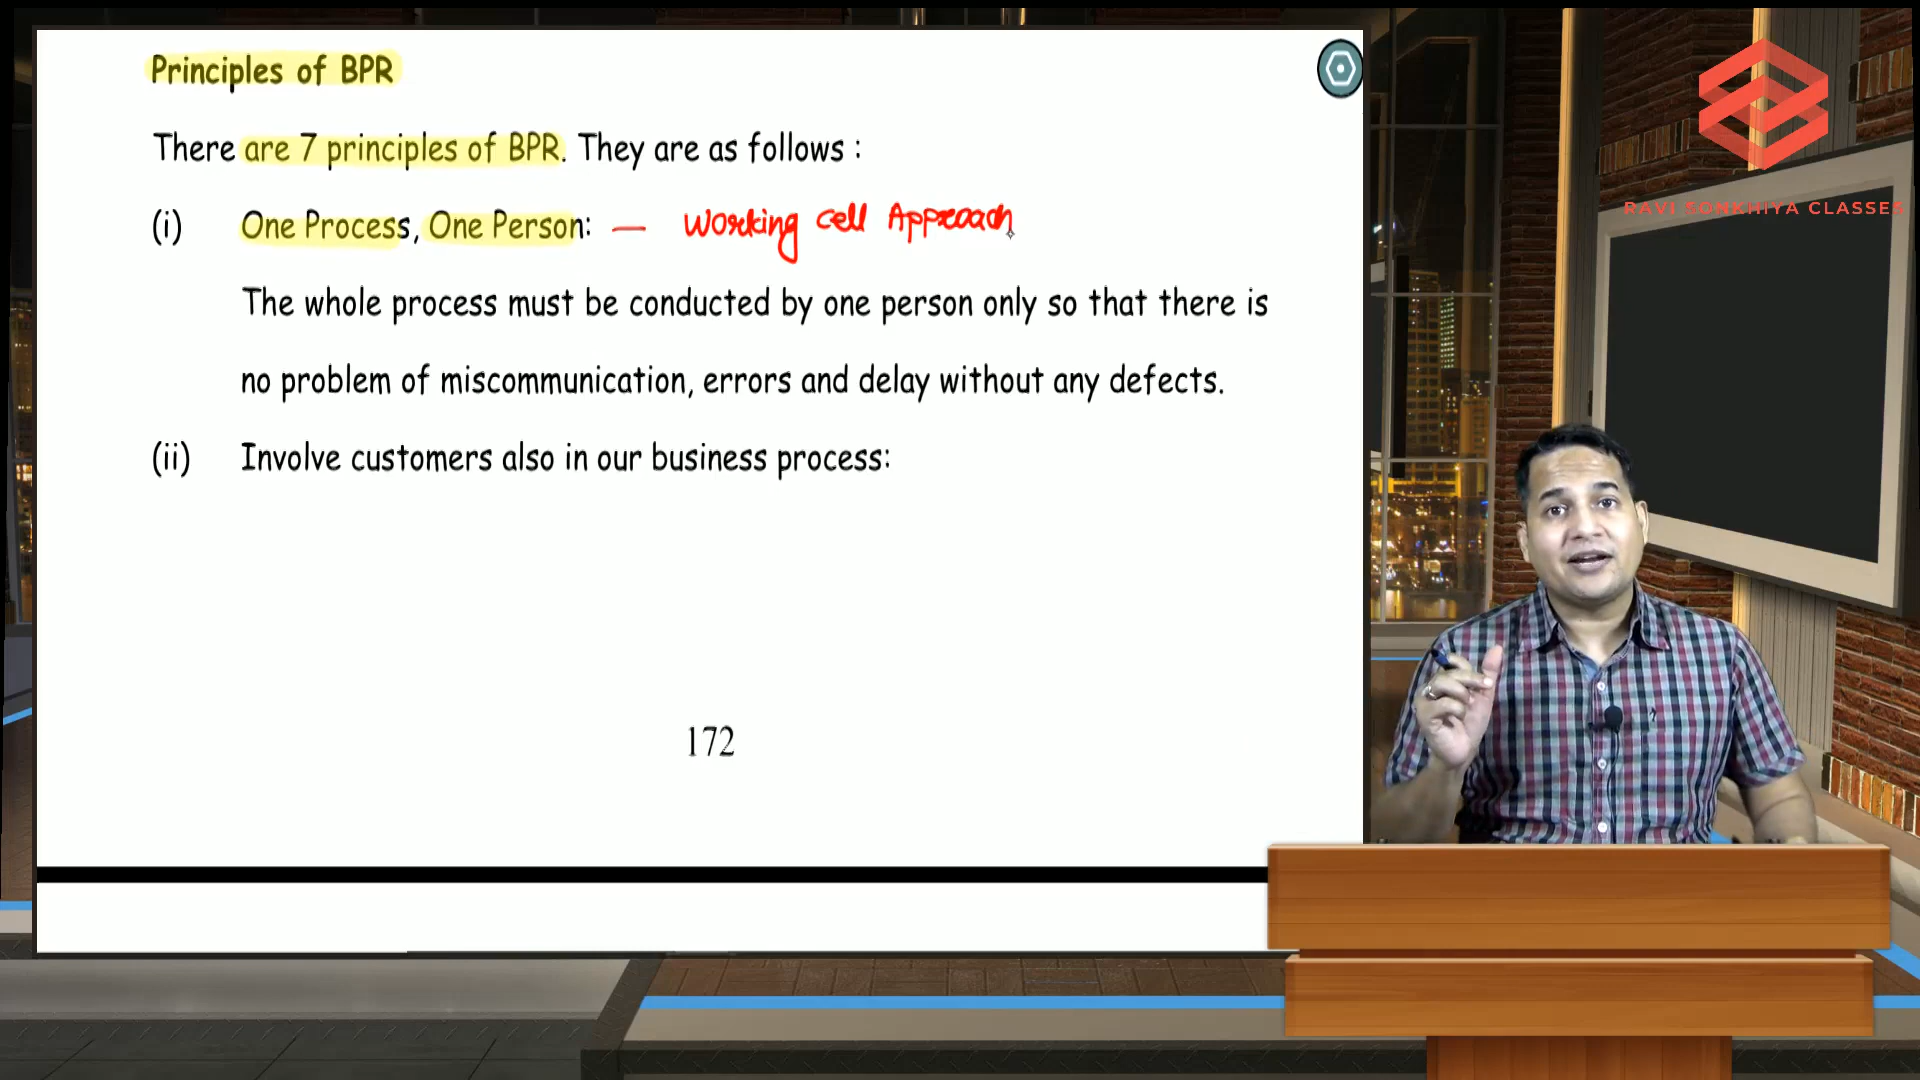 Principles of BPR
There are 7 principles of BPR. They are as follows :
(i) One Process, One Person: — Working Cell Approach
The whole process must be conducted by one person only so that there is
no problem of miscommunication, errors and delay without any defects.
(ii) Involve customers also in our business process:
172
RAVI SONKHIYA CLASSES